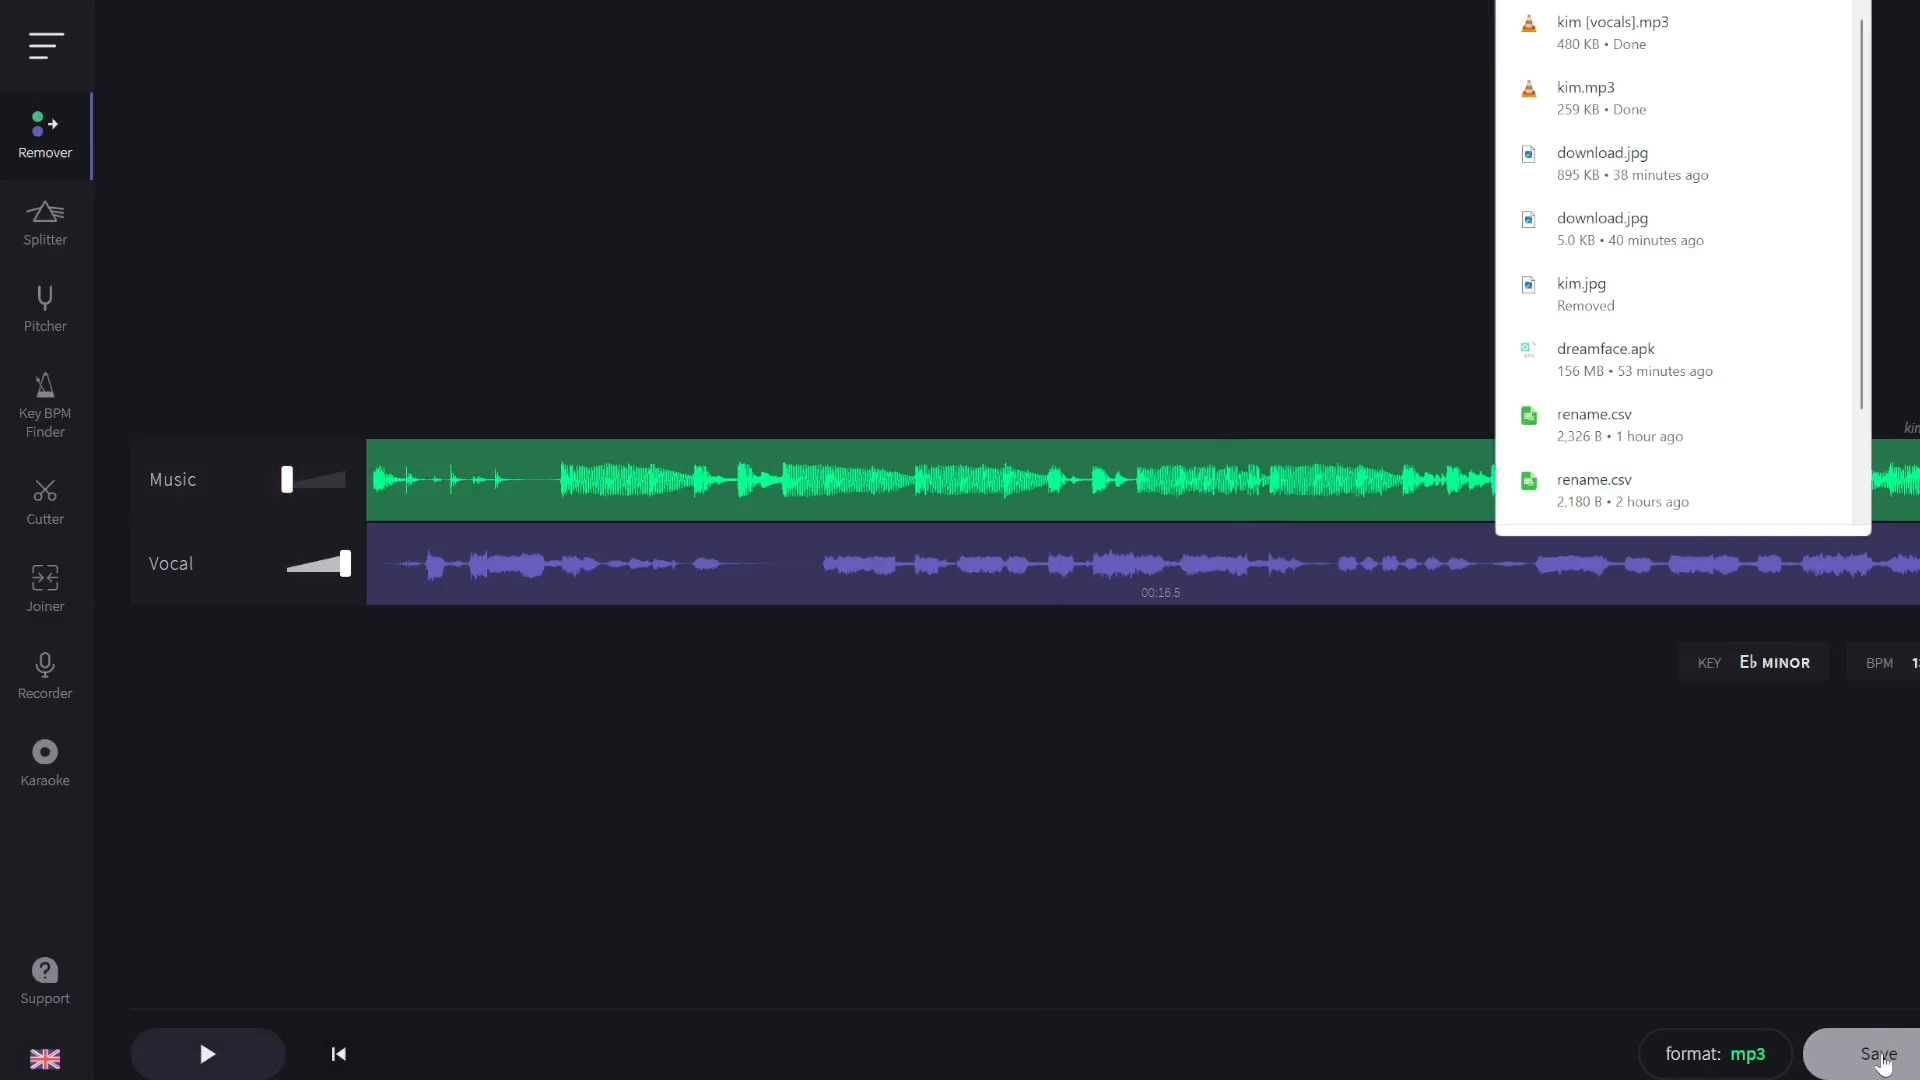 Remover
Splitter
Pitcher
Key BPM
Finder
Cutter
Joiner
Recorder
Karaoke
Support
kim [vocals].mp3
480 KB • Done
kim.mp3
259 KB • Done
download.jpg
895 KB • 38 minutes ago
download.jpg
5.0 KB • 40 minutes ago
kim.jpg
Removed
dreamface.apk
156 MB • 53 minutes ago
rename.csv
2,326 B • 1 hour ago
rename.csv
2,180 B • 2 hours ago
Music
Vocal
00:16.5
KEY E♭ MINOR
BPM
format: mp3
Save